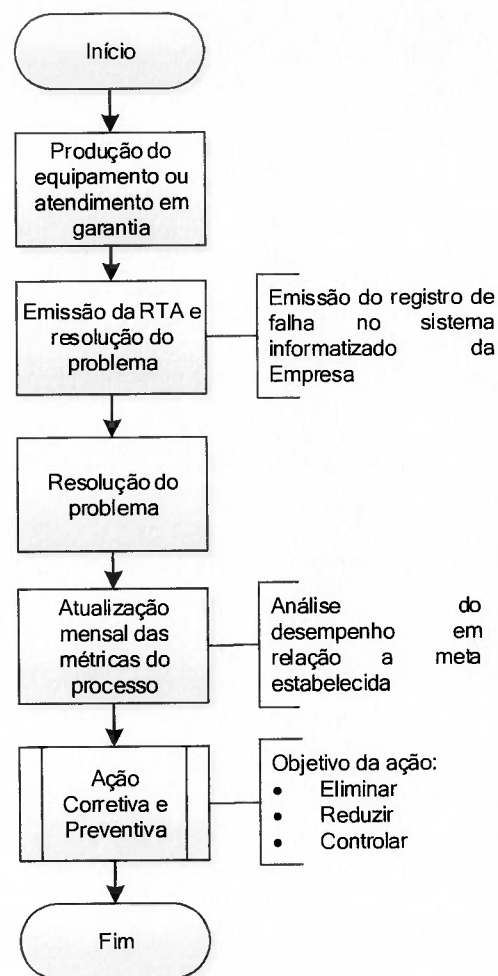 Início
Produção do
equipamento ou
atendimento em
garantia
Emissão da RTA e
resolução do
problema
Emissão do registro de
falha no sistema
informatizado da
Empresa
Resolução do
problema
Atualização
mensal das
métricas do
processo
Análise do
desempenho em
relação a meta
estabelecida
Ação
Corretiva e
Preventiva
Objetivo da ação:
• Eliminar
• Reduzir
• Controlar
Fim